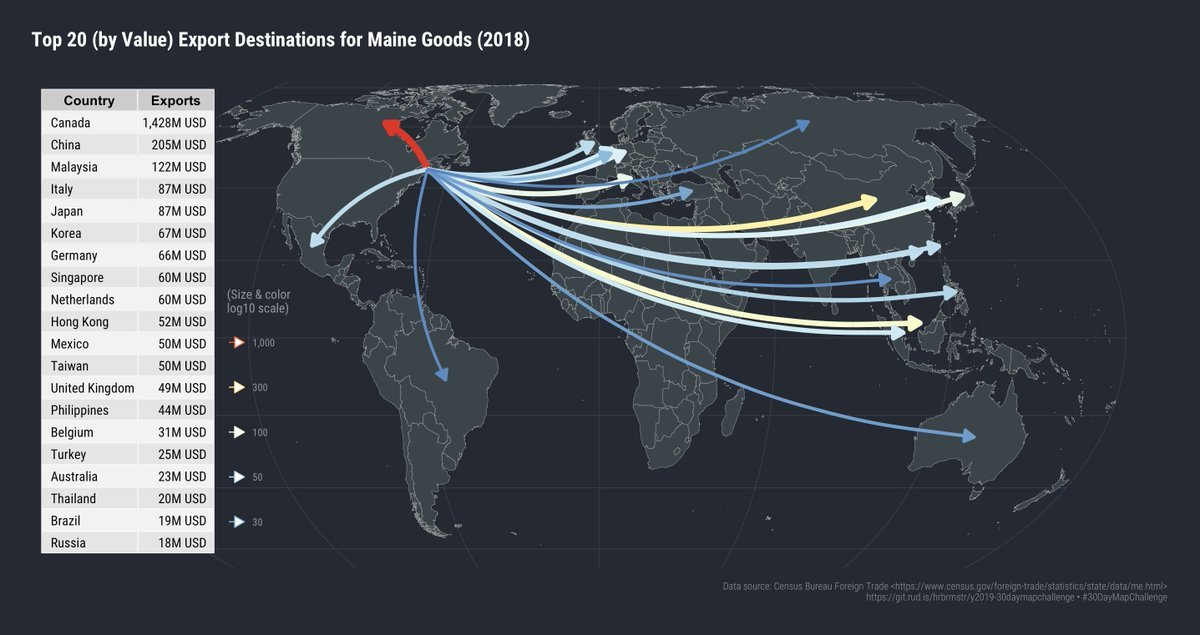 Top 20 (by Value) Export Destinations for Maine Goods (2018)
Country Exports
Canada 1,428M USD
China 205M USD
Malaysia 122M USD
Italy 87M USD
Japan 87M USD
Korea 67M USD
Germany 66M USD
Singapore 60M USD
Netherlands 60M USD
Hong Kong 52M USD
Mexico 50M USD
Taiwan 50M USD
United Kingdom 49M USD
Philippines 44M USD
Belgium 31M USD
Turkey 25M USD
Australia 23M USD
Thailand 20M USD
Brazil 19M USD
Russia 18M USD
(Size & color
log10 scale)
1,000
300
100
50
30
Data source: Census Bureau Foreign Trade <https://www.census.gov/foreign-trade/statistics/state/data/me.html>
https://git.rud.is/hrbrmstr/y2019-30daymapchallenge • #30DayMapChallenge